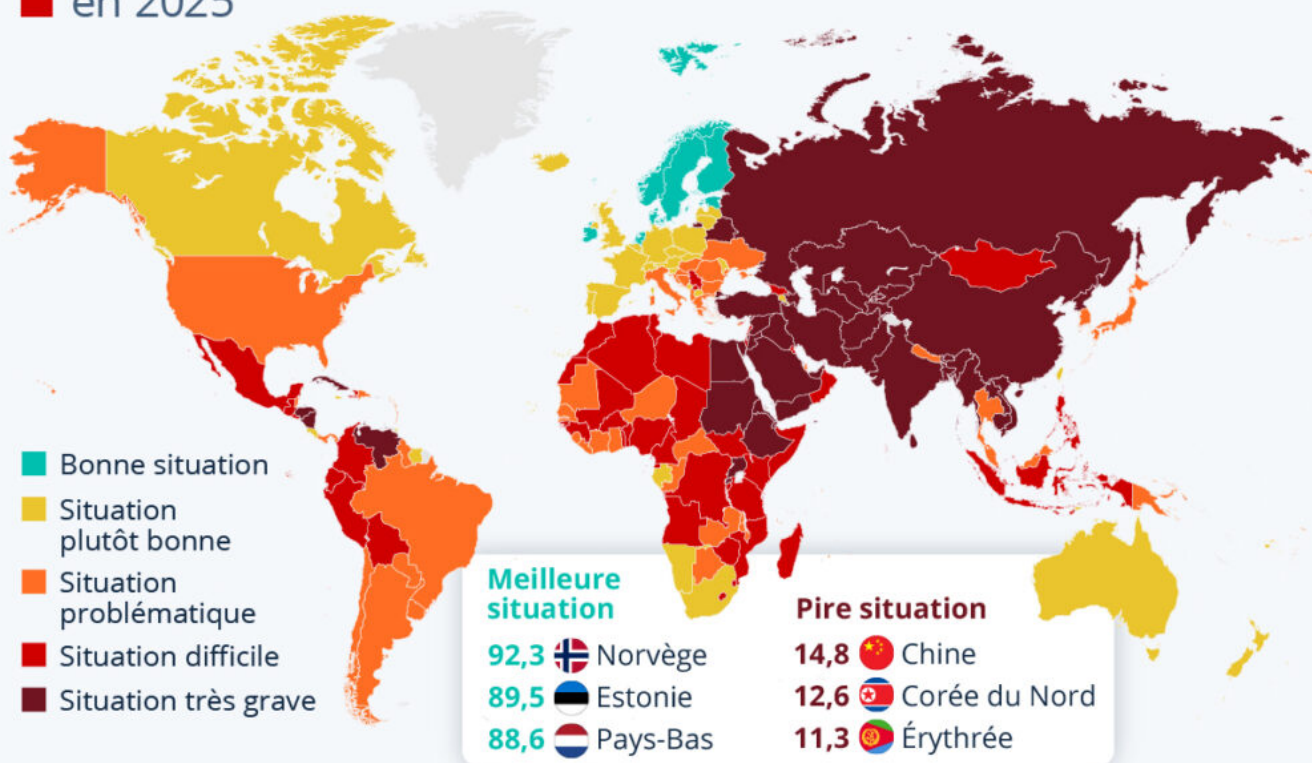 en 2025
Bonne situation
Situation
plutôt bonne
Situation
problématique
Situation difficile
Situation très grave
Meilleure
situation
92,3 Norvège
89,5 Estonie
88,6 Pays-Bas
Pire situation
14,8 Chine
12,6 Corée du Nord
11,3 Érythrée